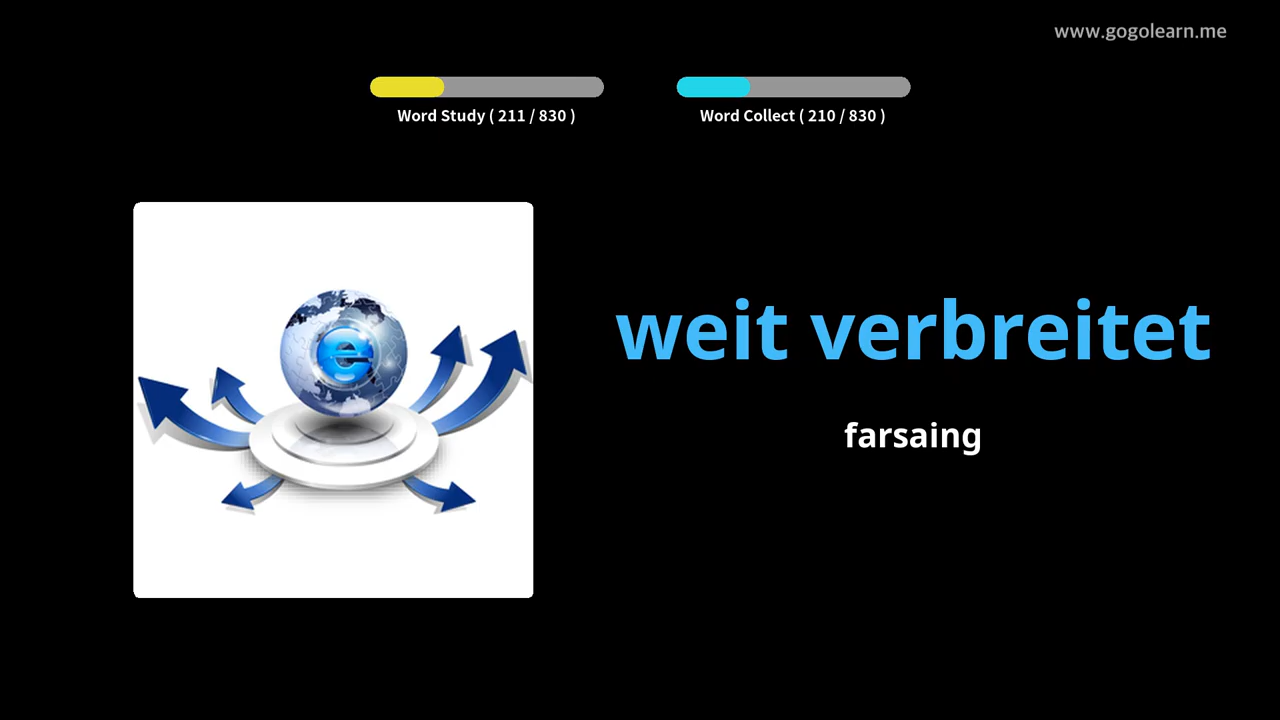 www.gogolearn.me
Word Study ( 211 / 830 )
Word Collect ( 210 / 830 )
e
weit verbreitet
farsaing